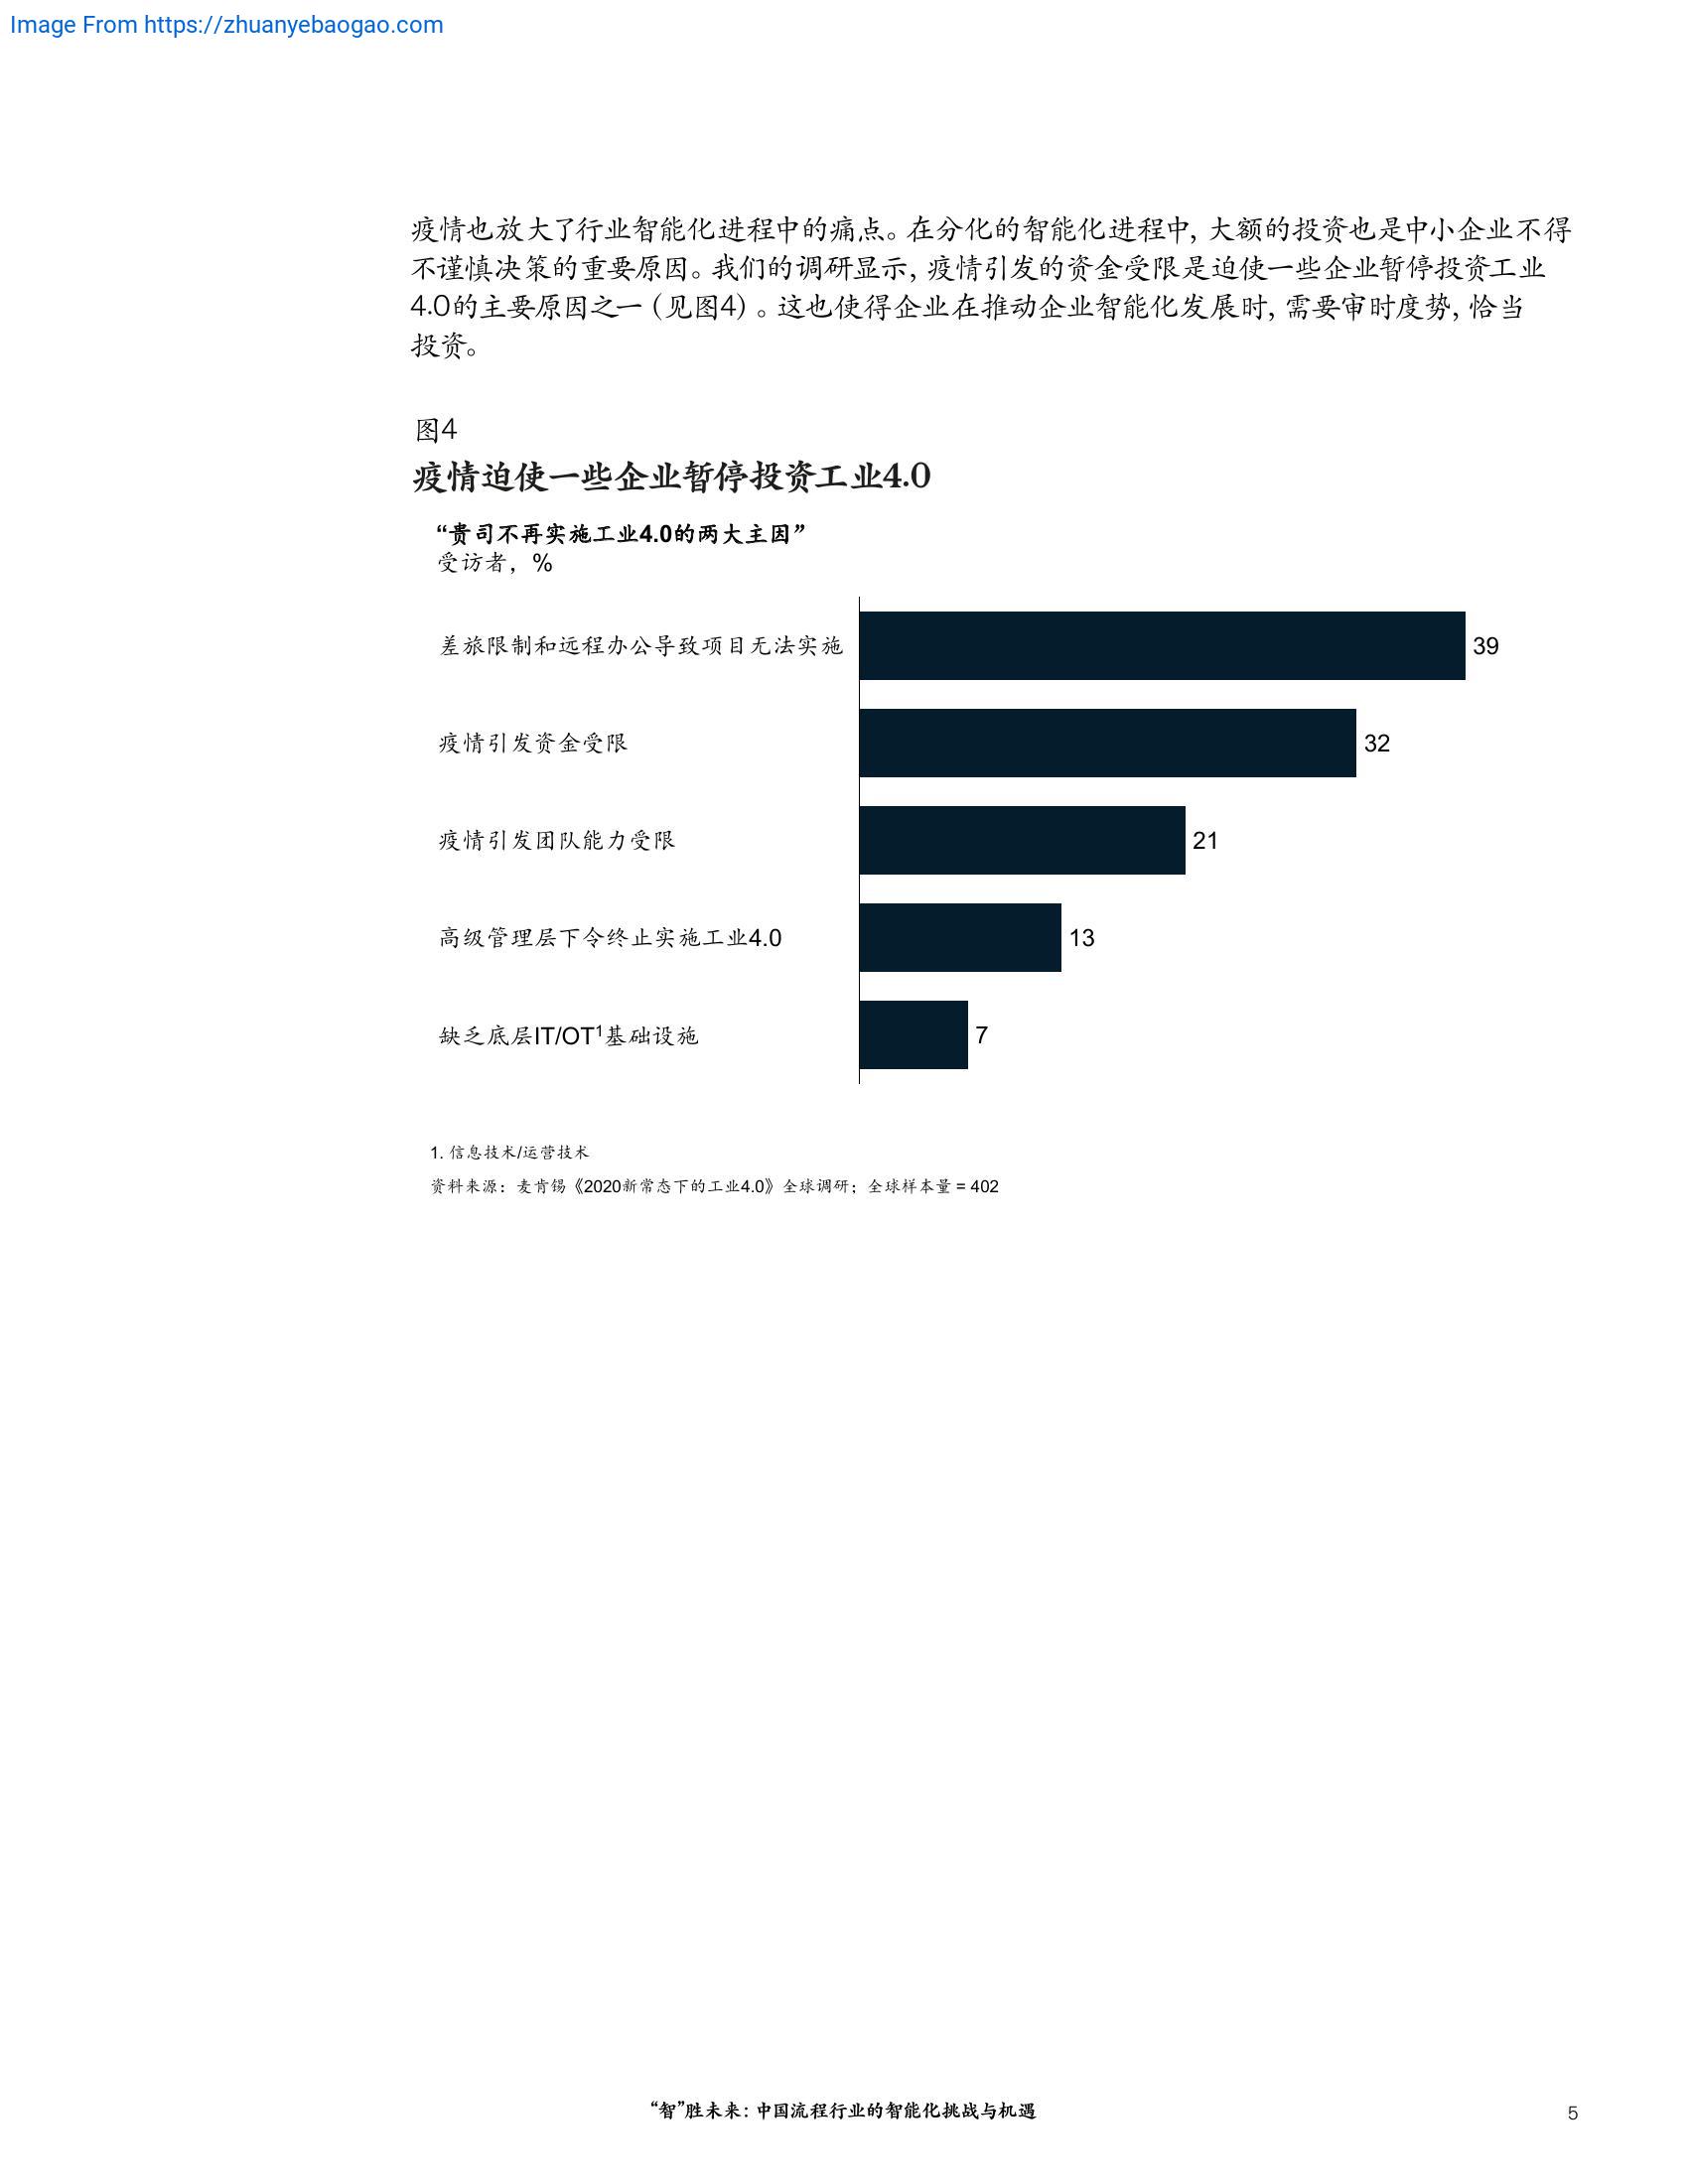 Image From https://zhuanyebaogao.com
疫情也放大了行业智能化进程中的痛点。在分化的智能化进程中，大额的投资也是中小企业不得
不谨慎决策的重要原因。我们的调研显示，疫情引发的资金受限是迫使一些企业暂停投资工业
4.0的主要原因之一（见图4）。这也使得企业在推动企业智能化发展时，需要审时度势，恰当
投资。
图4
疫情迫使一些企业暂停投资工业4.0
“贵司不再实施工业4.0的两大主因”
受访者，%
差旅限制和远程办公导致项目无法实施 39
疫情引发资金受限 32
疫情引发团队能力受限 21
高级管理层下令终止实施工业4.0 13
缺乏底层IT/OT¹基础设施 7
1. 信息技术/运营技术
资料来源：麦肯锡《2020新常态下的工业4.0》全球调研；全球样本量 = 402
“智”胜未来：中国流程行业的智能化挑战与机遇 5